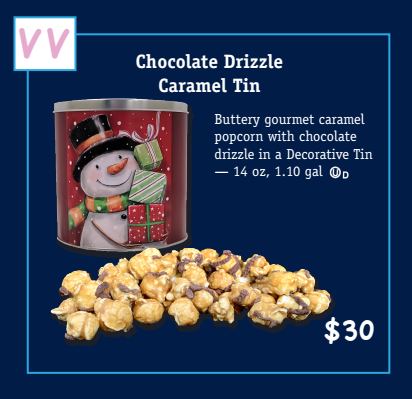 VV
Chocolate Drizzle
Caramel Tin
Buttery gourmet caramel
popcorn with chocolate
drizzle in a Decorative Tin
— 14 oz, 1.10 gal ⓊD
$30